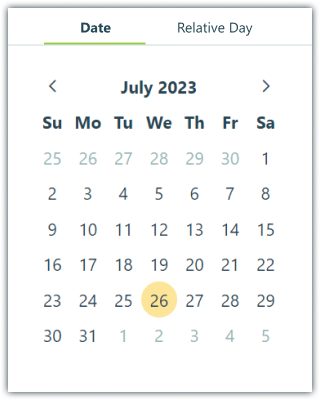 Date Relative Day
July 2023
Su Mo Tu We Th Fr Sa
25 26 27 28 29 30 1
2 3 4 5 6 7 8
9 10 11 12 13 14 15
16 17 18 19 20 21 22
23 24 25 26 27 28 29
30 31 1 2 3 4 5